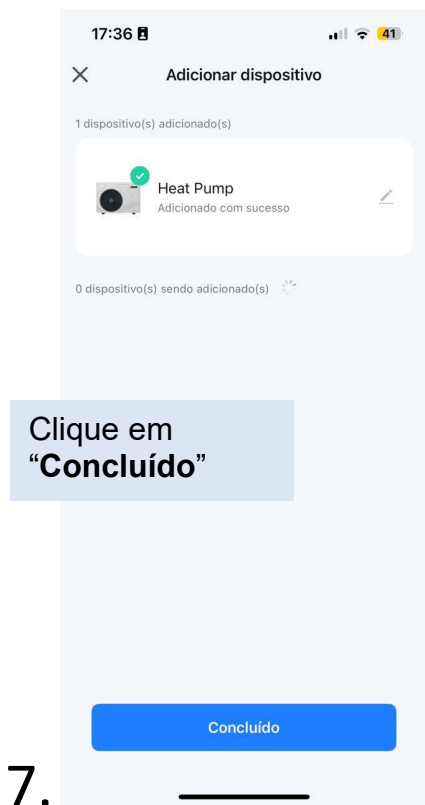 17:36
41
Adicionar dispositivo
1 dispositivo(s) adicionado(s)
Heat Pump
Adicionado com sucesso
0 dispositivo(s) sendo adicionado(s)
Clique em
“Concluído”
Concluído
7.